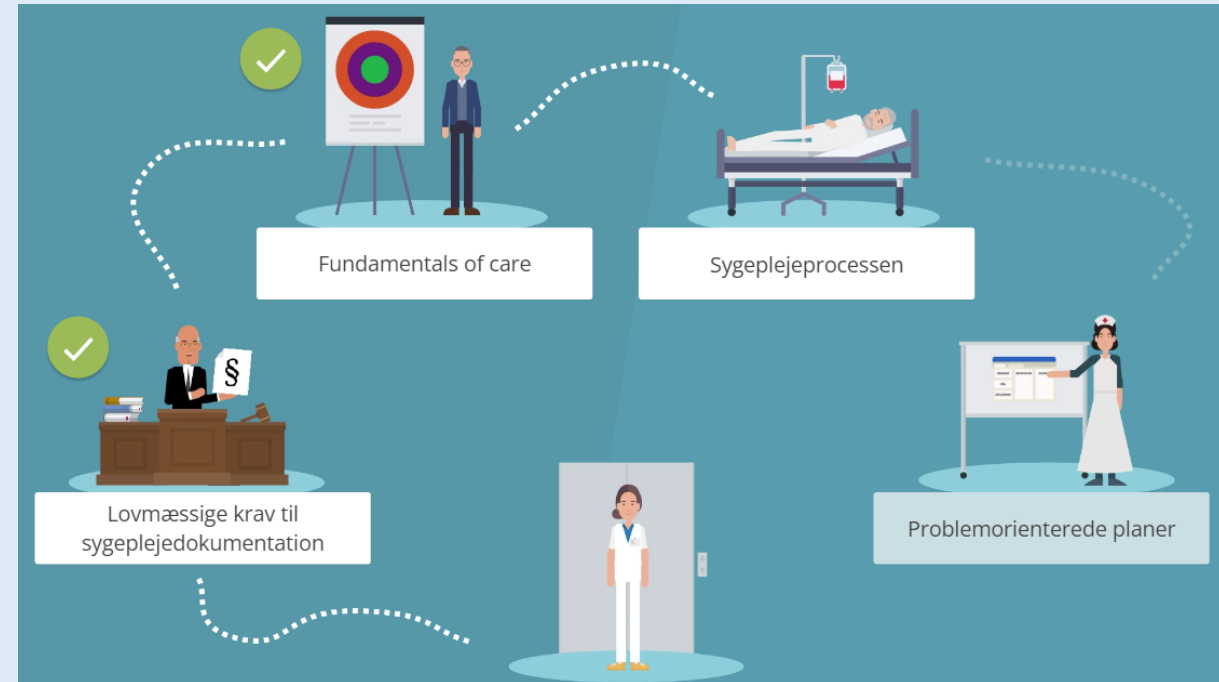 Fundamentals of care
Sygeplejeprocessen
§
Lovmæssige krav til
sygeplejedokumentation
Problemorienterede planer